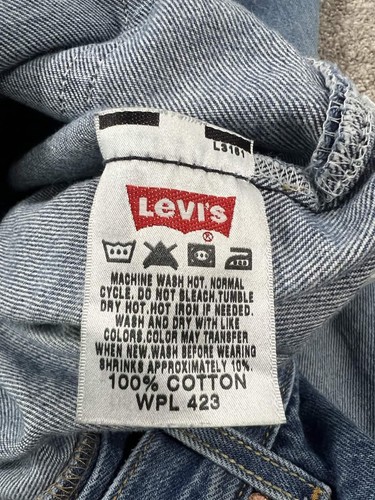 L3181
LEVI'S
®
MACHINE WASH HOT, NORMAL
CYCLE. DO NOT BLEACH.TUMBLE
DRY HOT.HOT IRON IF NEEDED.
WASH AND DRY WITH LIKE
COLORS.COLOR MAY TRANSFER
WHEN NEW.WASH BEFORE WEARING
SHRINKS APPROXIMATELY 10%.
100% COTTON
WPL 423